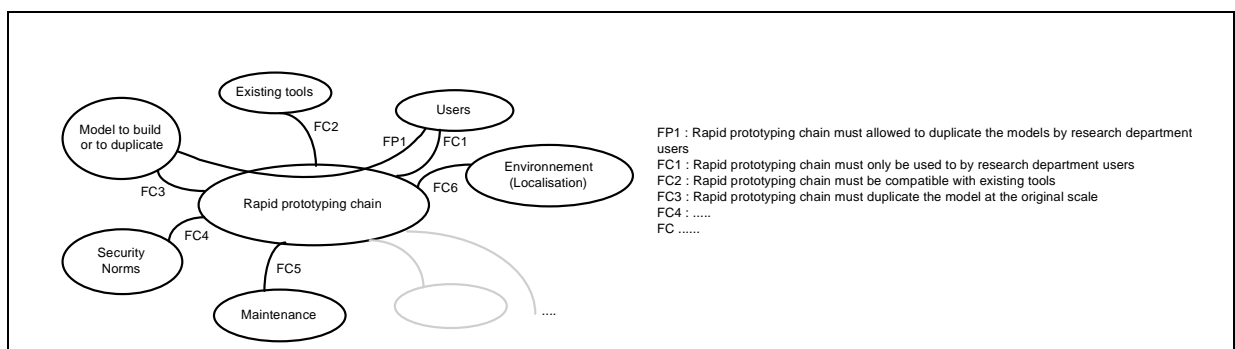 Existing tools
Users
Model to build
or to duplicate
FC2
FP1
FC1
Environnement
(Localisation)
FC3
FC6
Rapid prototyping chain
FC4
Security
Norms
FC5
Maintenance
....
FP1 : Rapid prototyping chain must allowed to duplicate the models by research department
users
FC1 : Rapid prototyping chain must only be used to by research department users
FC2 : Rapid prototyping chain must be compatible with existing tools
FC3 : Rapid prototyping chain must duplicate the model at the original scale
FC4 : .....
FC ......